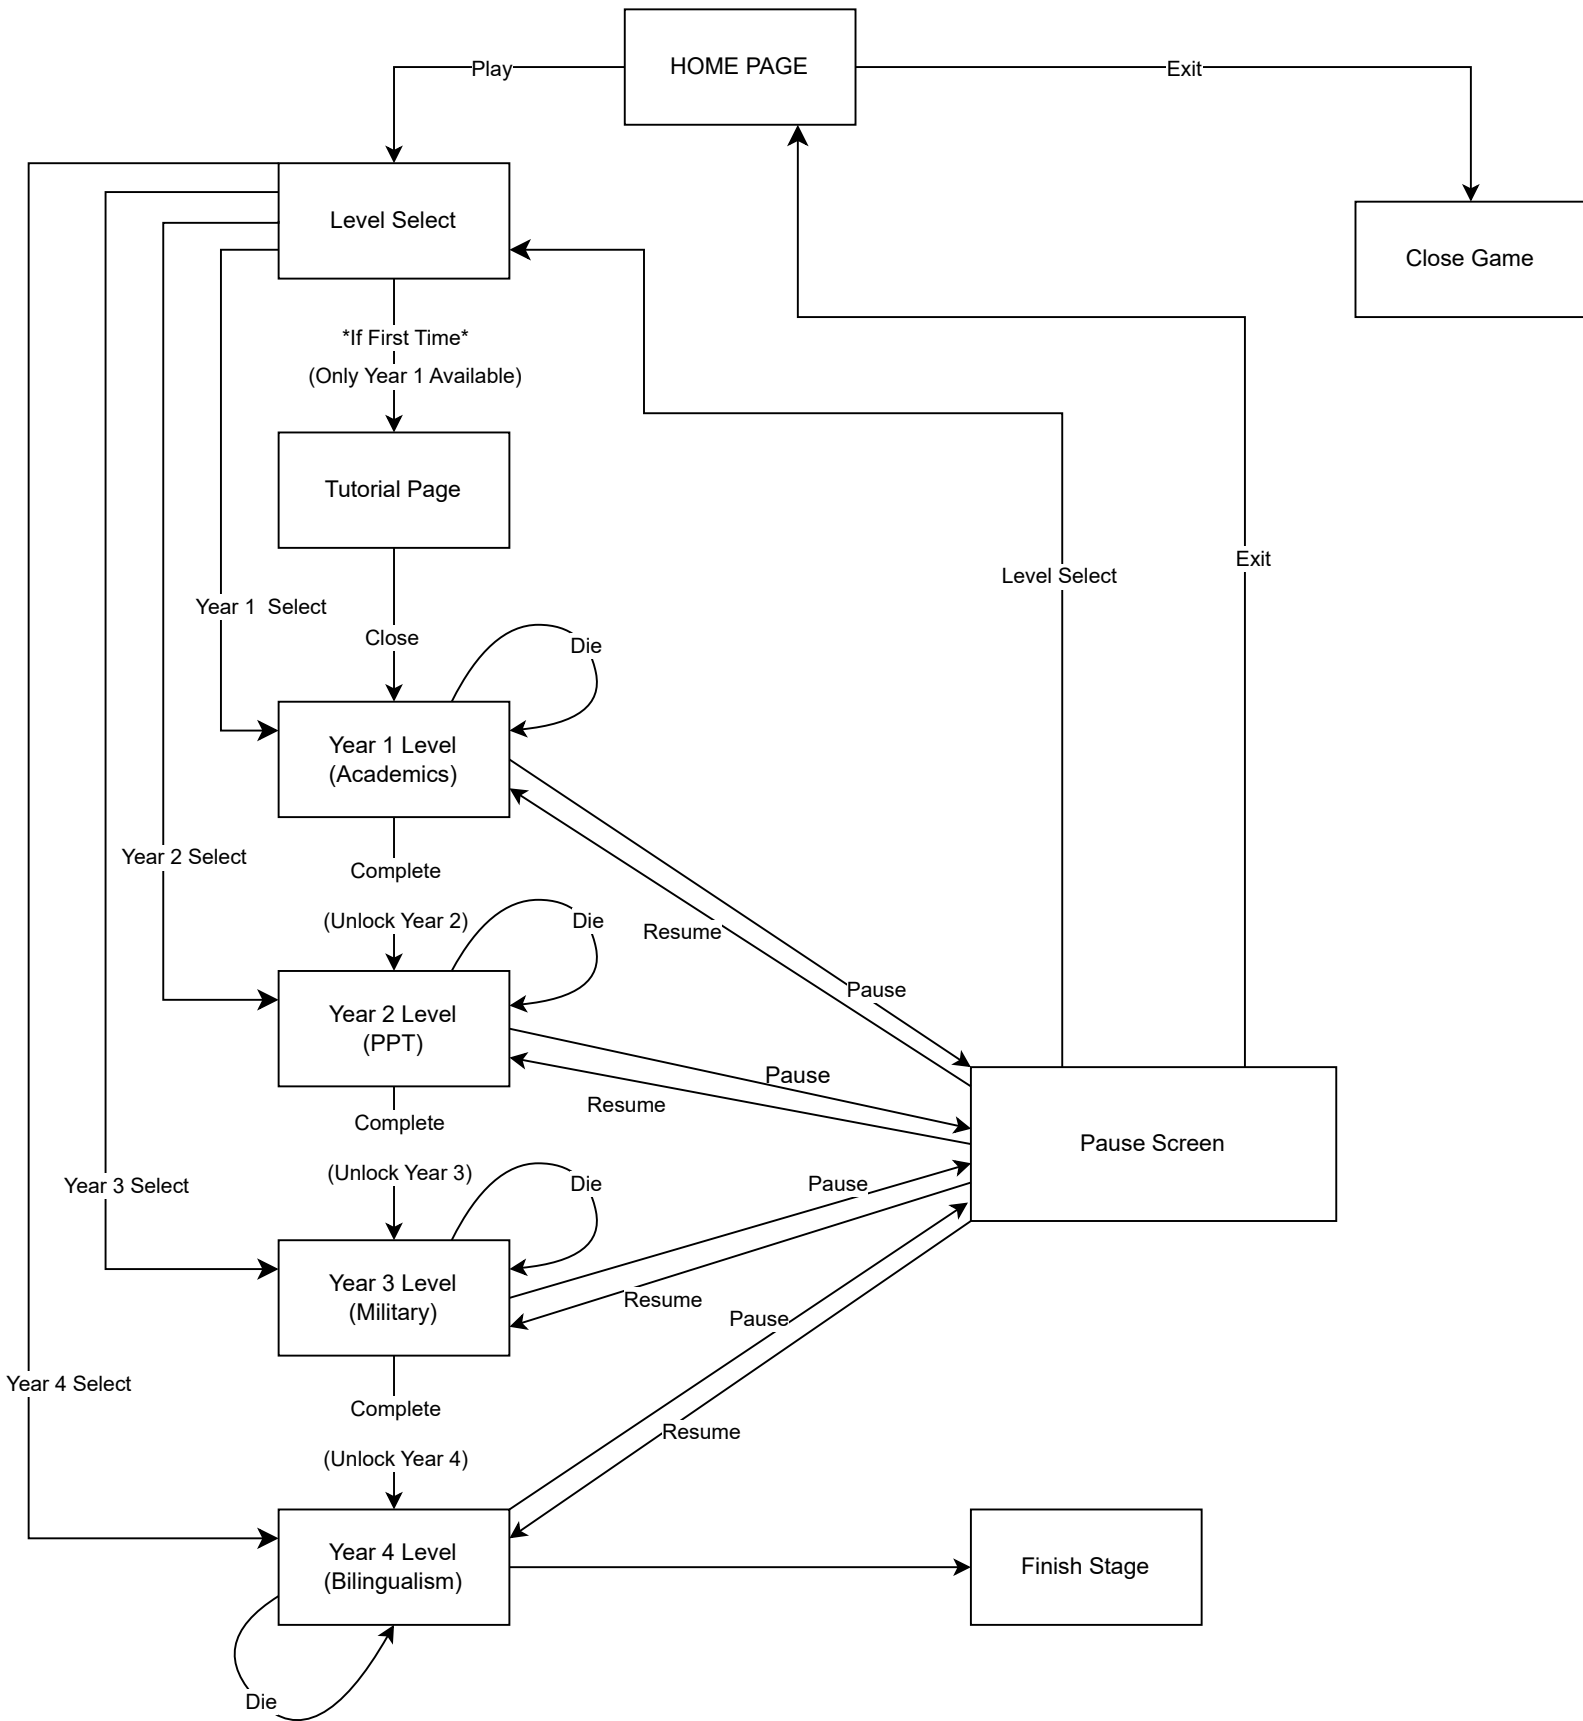 HOME PAGE
Play
Exit
Level Select
Close Game
*If First Time*
(Only Year 1 Available)
Tutorial Page
Exit
Level Select
Year 1  Select
Close
Die
Year 1 Level
(Academics)
Year 2 Select
Complete
(Unlock Year 2)
Die
Resume
Pause
Year 2 Level
(PPT)
Pause
Resume
Complete
Pause Screen
(Unlock Year 3)
Year 3 Select
Die
Pause
Year 3 Level
(Military)
Resume
Pause
Year 4 Select
Complete
Resume
(Unlock Year 4)
Year 4 Level
(Bilingualism)
Finish Stage
Die